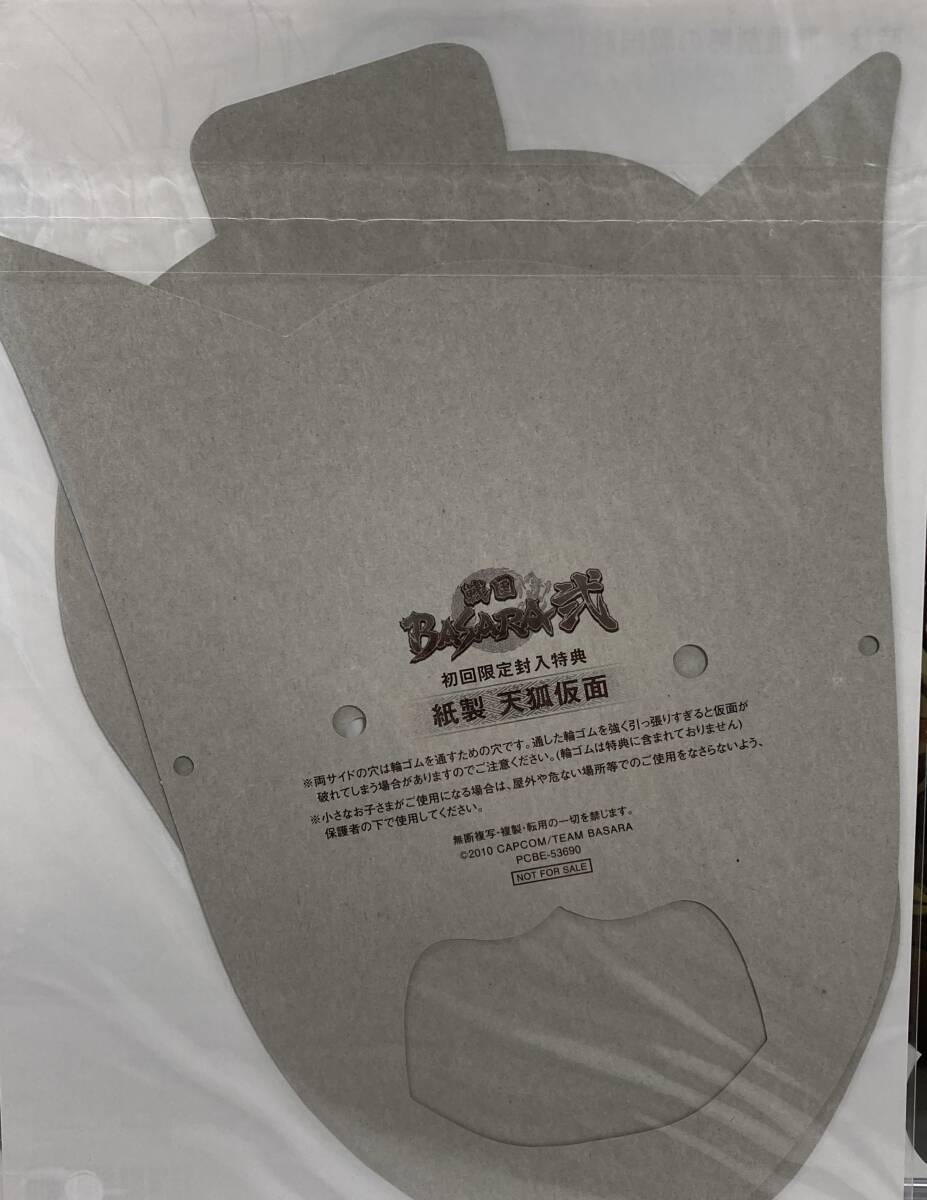 戦国
BASARA弐
初回限定封入特典
紙製 天狐仮面
※両サイドの穴は輪ゴムを通すための穴です。通した輪ゴムを強く引っ張りすぎると仮面が
破れてしまう場合がありますのでご注意ください。(輪ゴムは特典に含まれておりません)
※小さなお子さまがご使用になる場合は、屋外や危ない場所等でのご使用をなさらないよう、
保護者の下で使用してください。
無断複写・複製・転用の一切を禁じます。
©2010 CAPCOM/TEAM BASARA
PCBE-53690
NOT FOR SALE